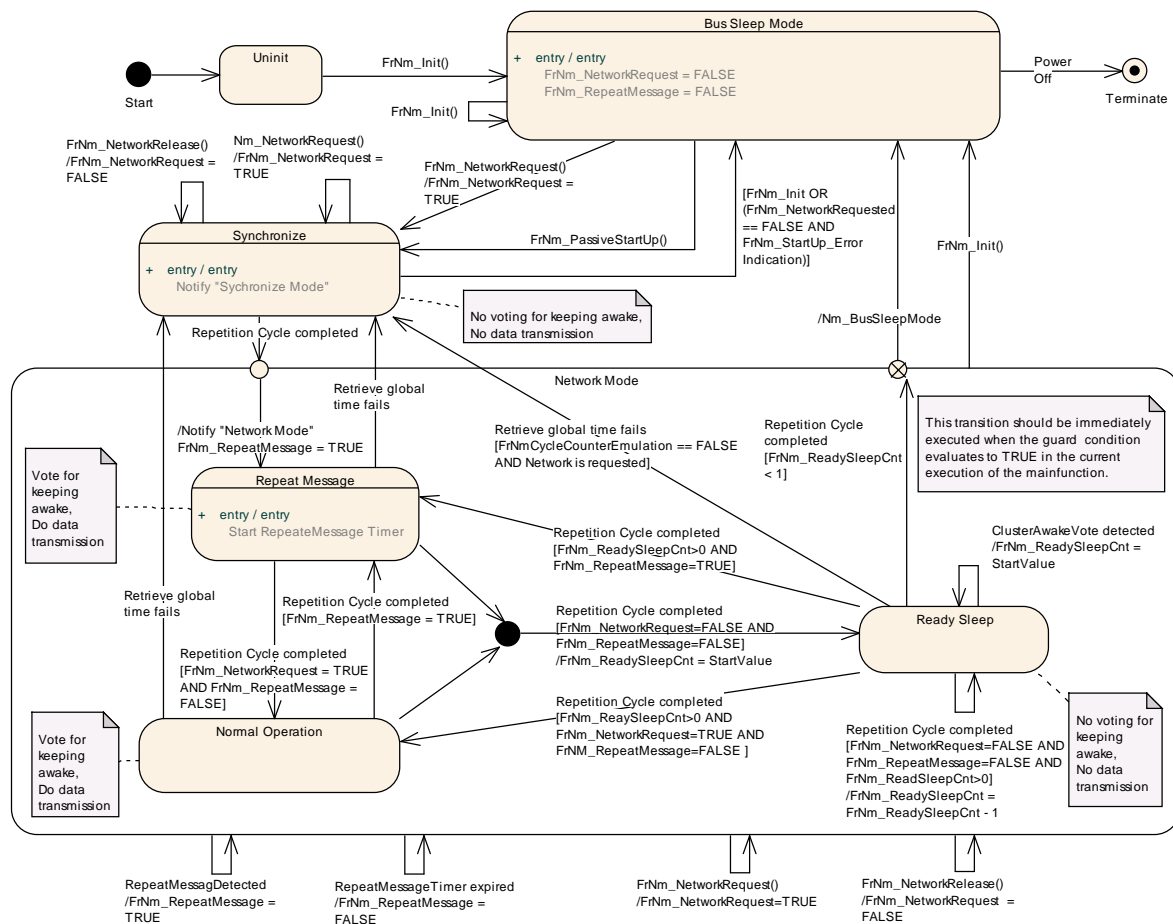 Bus Sleep Mode
+ entry / entry
FrNm_NetworkRequest = FALSE
FrNm_RepeatMessage = FALSE
Uninit
FrNm_Init()
Start
Power
Off
Terminate
FrNm_Init()
FrNm_NetworkRelease()
/FrNm_NetworkRequest =
FALSE
Nm_NetworkRequest()
/FrNm_NetworkRequest =
TRUE
FrNm_NetworkRequest()
/FrNm_NetworkRequest =
TRUE
[FrNm_Init OR
(FrNm_NetworkRequested
== FALSE AND
FrNm_StartUp_Error
Indication)]
FrNm_PassiveStartUp()
FrNm_Init()
Synchronize
+ entry / entry
Notify "Sychronize Mode"
No voting for keeping awake,
No data transmission
/Nm_BusSleepMode
Repetition Cycle completed
Network Mode
Retrieve global
time fails
/Notify "Network Mode"
FrNm_RepeatMessage = TRUE
Retrieve global time fails
[FrNmCycleCounterEmulation == FALSE
AND Network is requested]
Repetition Cycle
completed
[FrNm_ReadySleepCnt
< 1]
This transition should be immediately
executed when the guard condition
evaluates to TRUE in the current
execution of the mainfunction.
Vote for
keeping
awake,
Do data
transmission
Repeat Message
+ entry / entry
Start RepeateMessage Timer
Repetition Cycle completed
[FrNm_ReadySleepCnt>0 AND
FrNm_RepeatMessage=TRUE]
ClusterAwakeVote detected
/FrNm_ReadySleepCnt =
StartValue
Retrieve global
time fails
Repetition Cycle completed
[FrNm_RepeatMessage = TRUE]
Repetition Cycle completed
[FrNm_NetworkRequest=FALSE AND
FrNm_RepeatMessage=FALSE]
/FrNm_ReadySleepCnt = StartValue
Ready Sleep
Repetition Cycle completed
[FrNm_NetworkRequest = TRUE
AND FrNm_RepeatMessage =
FALSE]
Repetition Cycle completed
[FrNm_ReaySleepCnt>0 AND
FrNm_NetworkRequest=TRUE AND
FrNM_RepeatMessage=FALSE ]
Vote for
keeping
awake,
Do data
transmission
Normal Operation
Repetition Cycle completed
[FrNm_NetworkRequest=FALSE AND
FrNm_RepeatMessage=FALSE AND
FrNm_ReadSleepCnt>0]
/FrNm_ReadySleepCnt =
FrNm_ReadySleepCnt - 1
No voting for
keeping
awake,
No data
transmission
RepeatMessagDetected
/FrNm_RepeatMessage =
TRUE
RepeatMessageTimer expired
/FrNm_RepeatMessage =
FALSE
FrNm_NetworkRequest()
/FrNm_NetworkRequest=TRUE
FrNm_NetworkRelease()
/FrNm_NetworkRequest =
FALSE